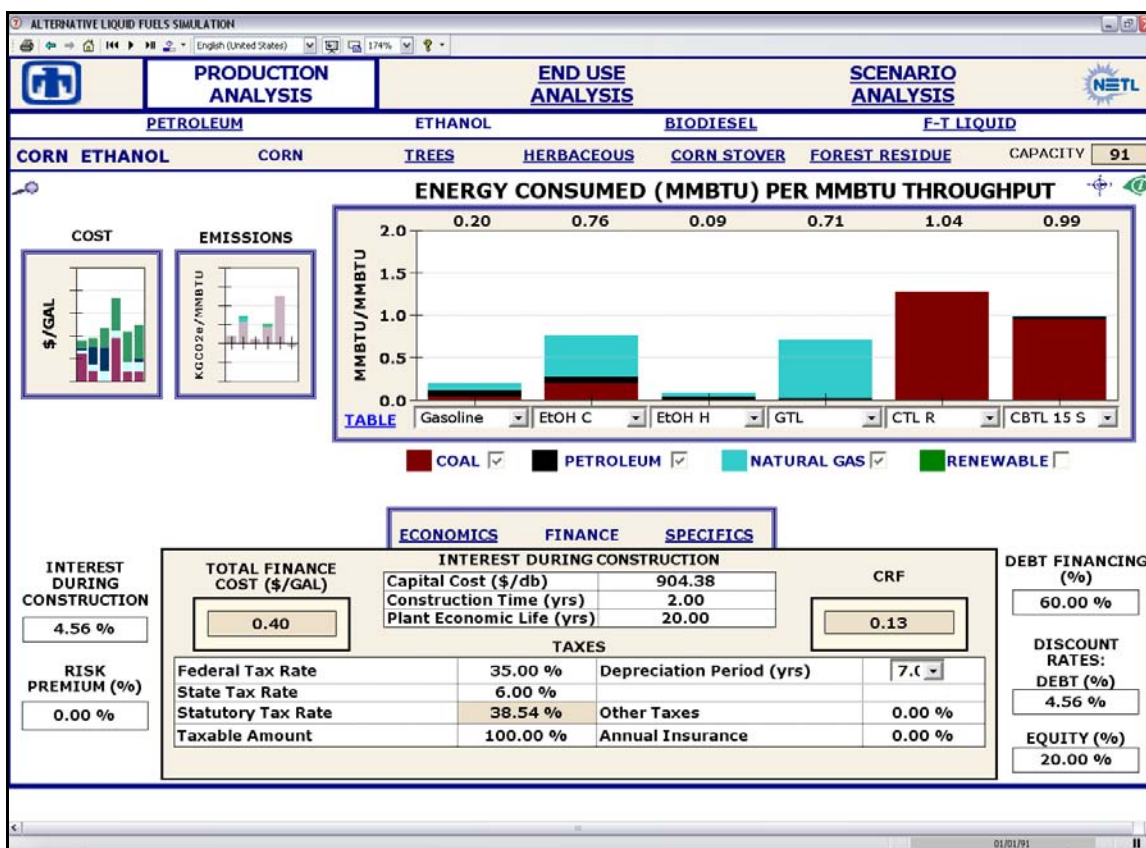 ALTERNATIVE LIQUID FUELS SIMULATION
English (United States) 174%
PRODUCTION ANALYSIS
END USE ANALYSIS
SCENARIO ANALYSIS
NETL
PETROLEUM ETHANOL BIODIESEL F-T LIQUID
CORN ETHANOL CORN TREES HERBACEOUS CORN STOVER FOREST RESIDUE CAPACITY 91
ENERGY CONSUMED (MMBTU) PER MMBTU THROUGHPUT
COST
$/GAL
EMISSIONS
KGCO2e/MMBTU
0.20 0.76 0.09 0.71 1.04 0.99
MMBTU/MMBTU
2.0
1.5
1.0
0.5
0.0
TABLE Gasoline EtOH C EtOH H GTL CTL R CBTL 15 S
COAL PETROLEUM NATURAL GAS RENEWABLE
ECONOMICS FINANCE SPECIFICS
INTEREST
DURING
CONSTRUCTION
4.56 %
RISK
PREMIUM (%)
0.00 %
TOTAL FINANCE
COST ($/GAL)
0.40
INTEREST DURING CONSTRUCTION
Capital Cost ($/db) 904.38
Construction Time (yrs) 2.00
Plant Economic Life (yrs) 20.00
CRF
0.13
TAXES
Federal Tax Rate 35.00 % Depreciation Period (yrs) 7.(
State Tax Rate 6.00 %
Statutory Tax Rate 38.54 % Other Taxes 0.00 %
Taxable Amount 100.00 % Annual Insurance 0.00 %
DEBT FINANCING
(%)
60.00 %
DISCOUNT
RATES:
DEBT (%)
4.56 %
EQUITY (%)
20.00 %
01/01/91